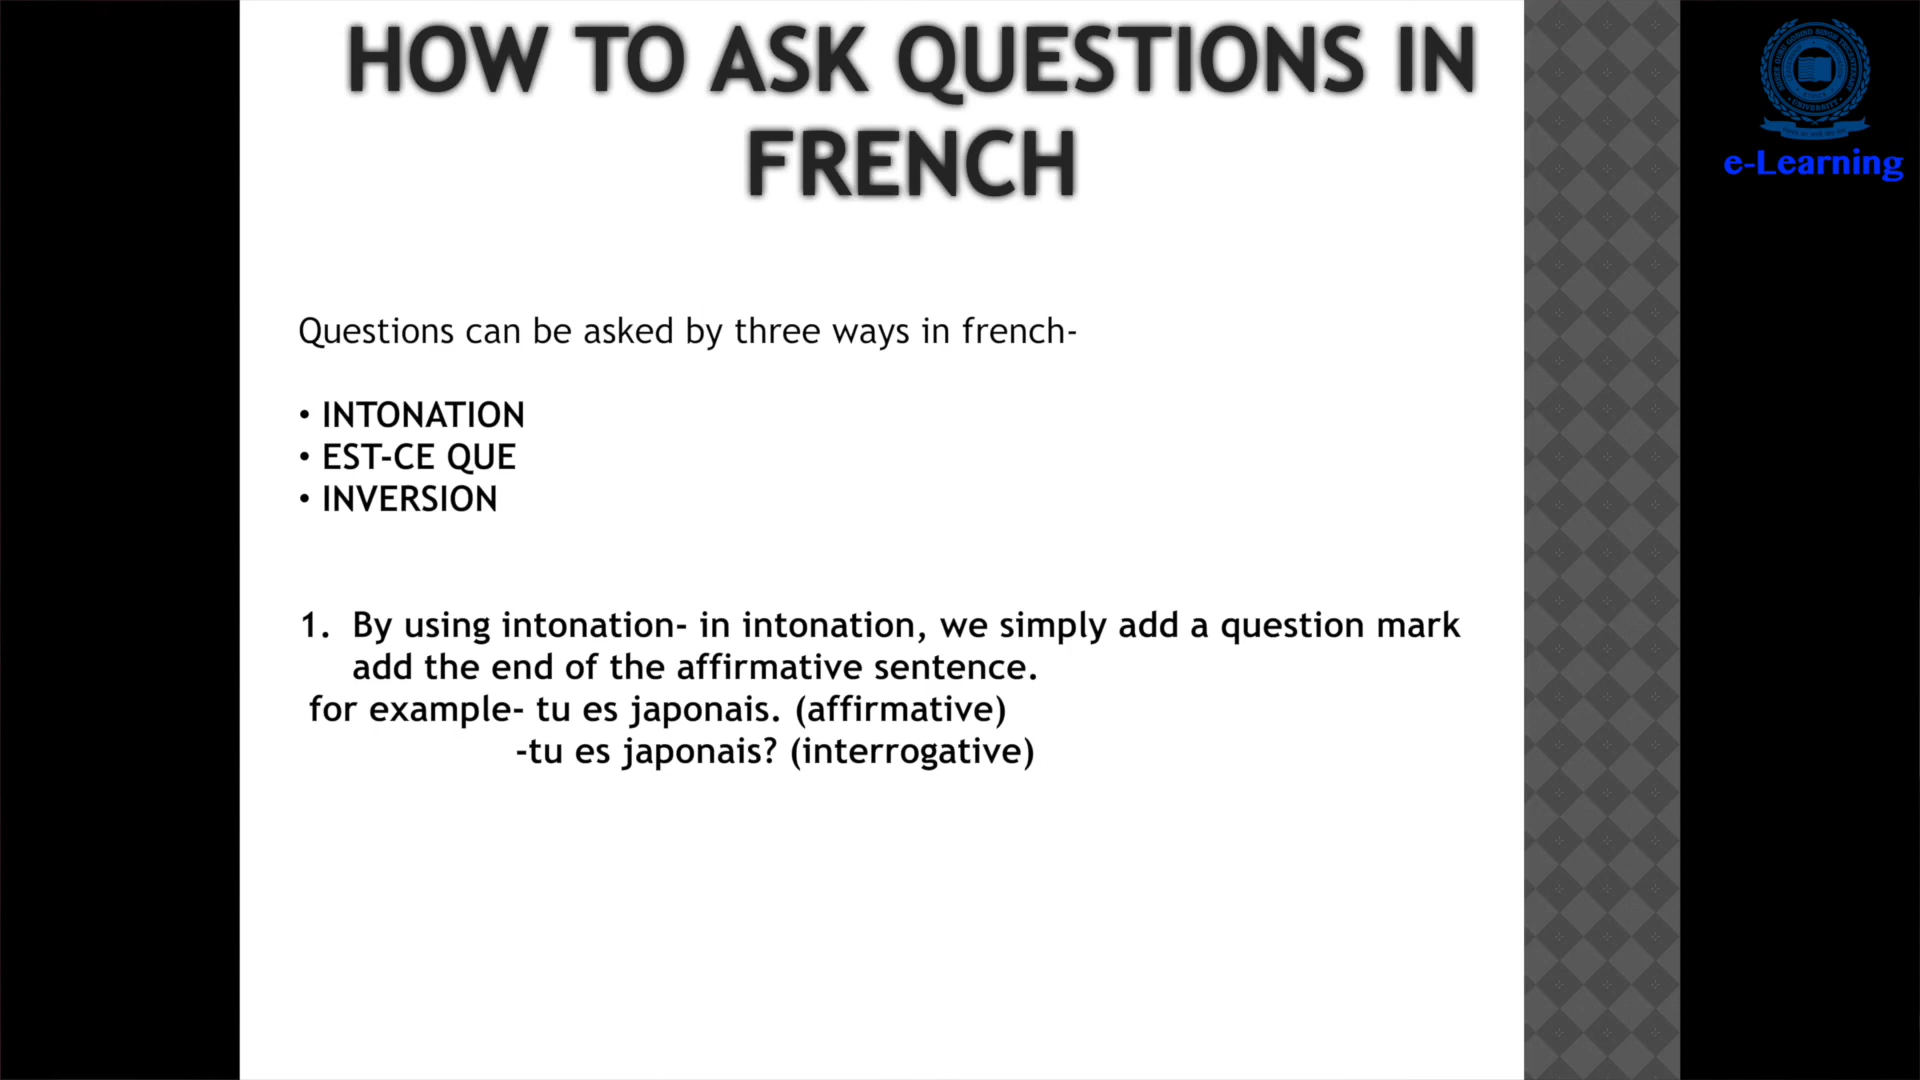 HOW TO ASK QUESTIONS IN
FRENCH
Questions can be asked by three ways in french-
• INTONATION
• EST-CE QUE
• INVERSION
1. By using intonation- in intonation, we simply add a question mark
add the end of the affirmative sentence.
for example- tu es japonais. (affirmative)
-tu es japonais? (interrogative)
UNIVERSITY
e-Learning